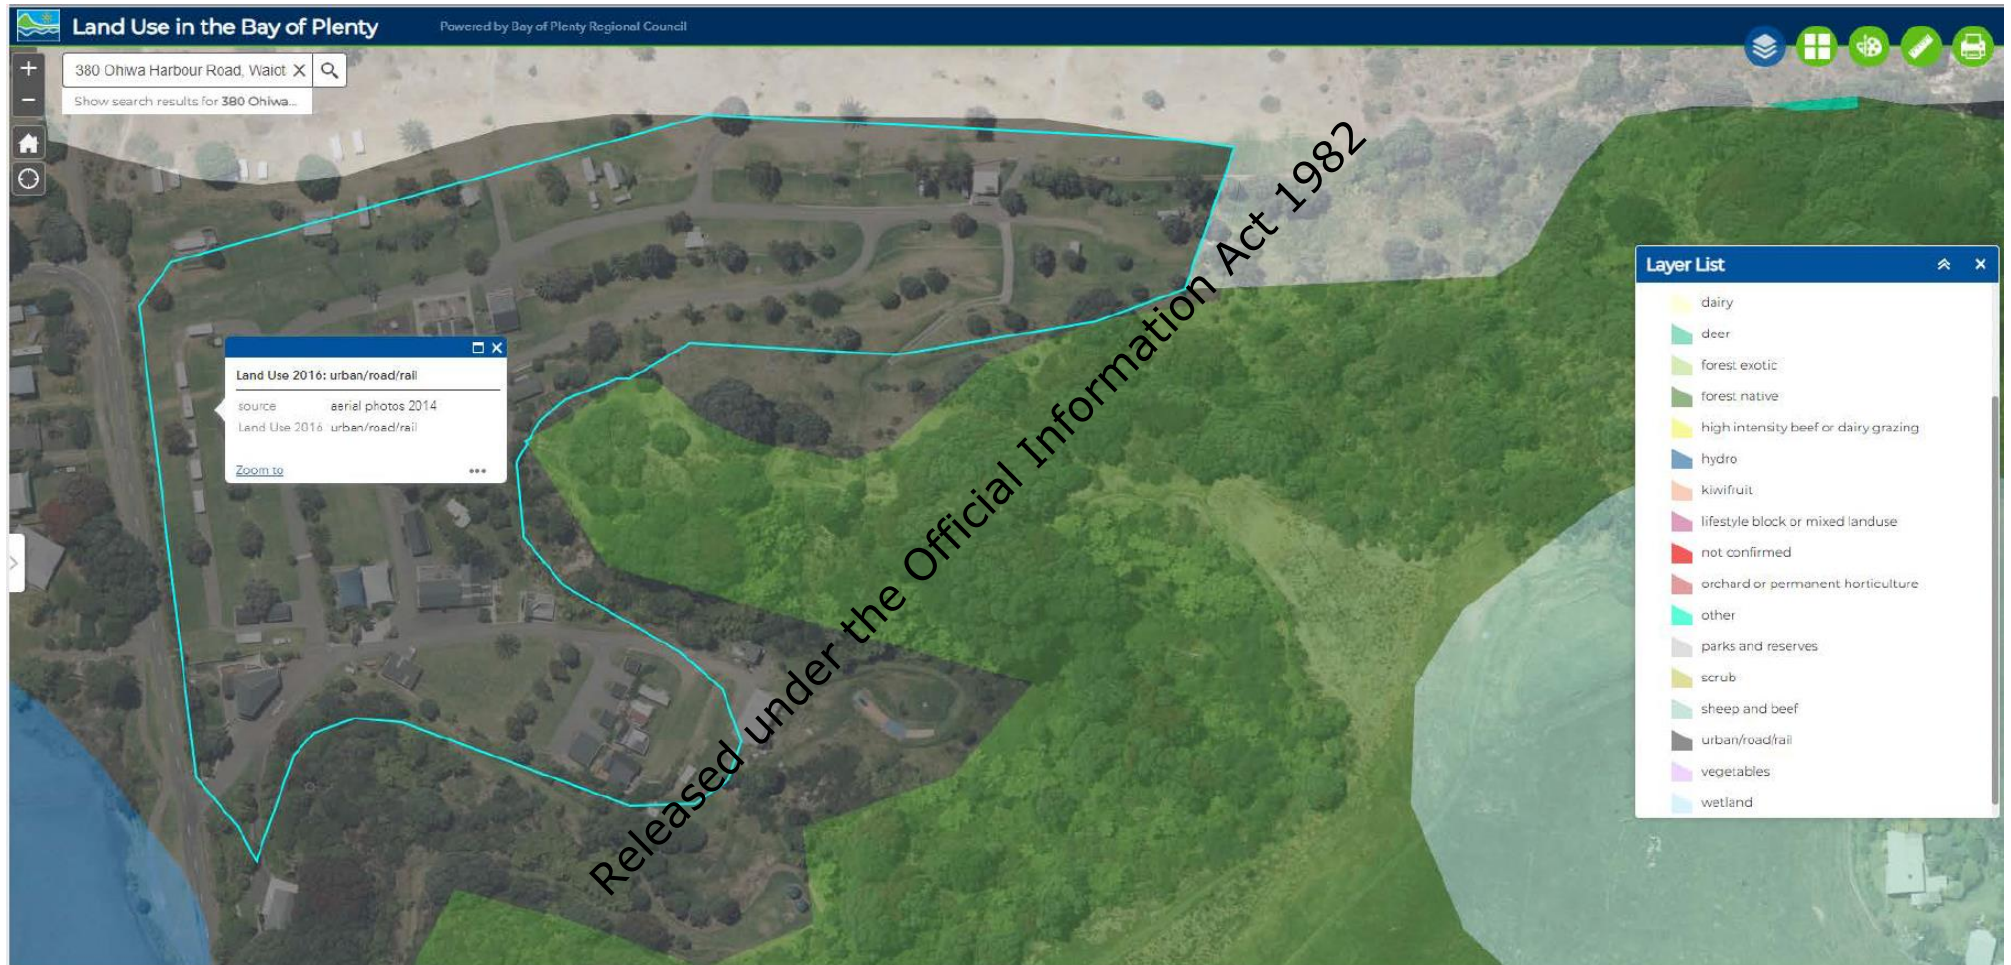 Land Use in the Bay of Plenty
Powered by Bay of Plenty Regional Council
380 Ohiwa Harbour Road, Waiot
Show search results for 380 Ohiwa...
Land Use 2016: urban/road/rail
source aerial photos 2014
Land Use 2016 urban/road/rail
Zoom to
Released under the Official Information Act 1982
Layer List
dairy
deer
forest exotic
forest native
high intensity beef or dairy grazing
hydro
kiwifruit
lifestyle block or mixed landuse
not confirmed
orchard or permanent horticulture
other
parks and reserves
scrub
sheep and beef
urban/road/rail
vegetables
wetland